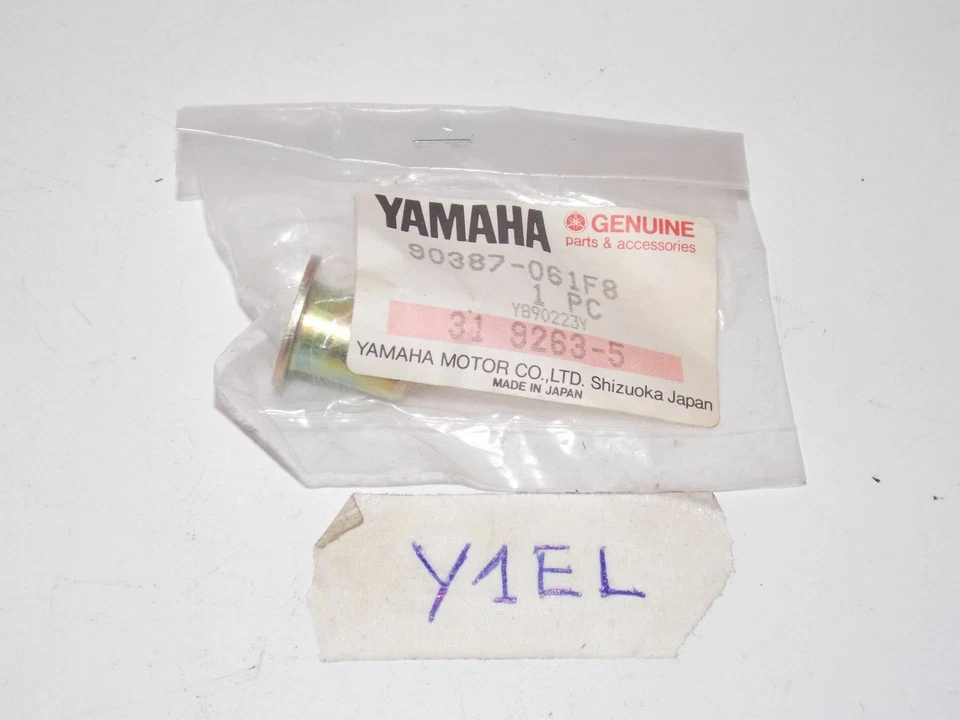 YAMAHA GENUINE
parts & accessories
90387-061F8
1 PC
Y890223Y
31 9263-5
YAMAHA MOTOR CO.,LTD. Shizuoka Japan
MADE IN JAPAN
Y1EL